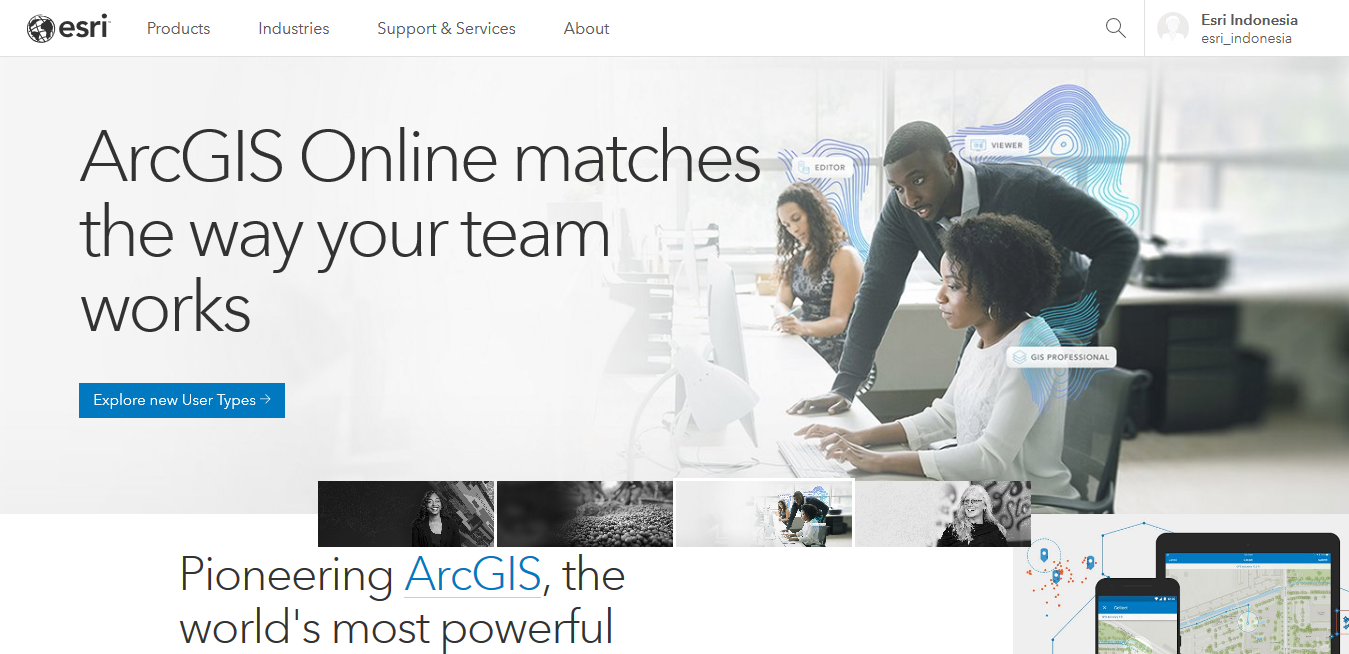 esri
Products
Industries
Support & Services
About
Esri Indonesia
esri_indonesia
ArcGIS Online matches
the way your team
works
EDITOR
VIEWER
GIS PROFESSIONAL
Explore new User Types →
Pioneering ArcGIS, the
world's most powerful
Collect